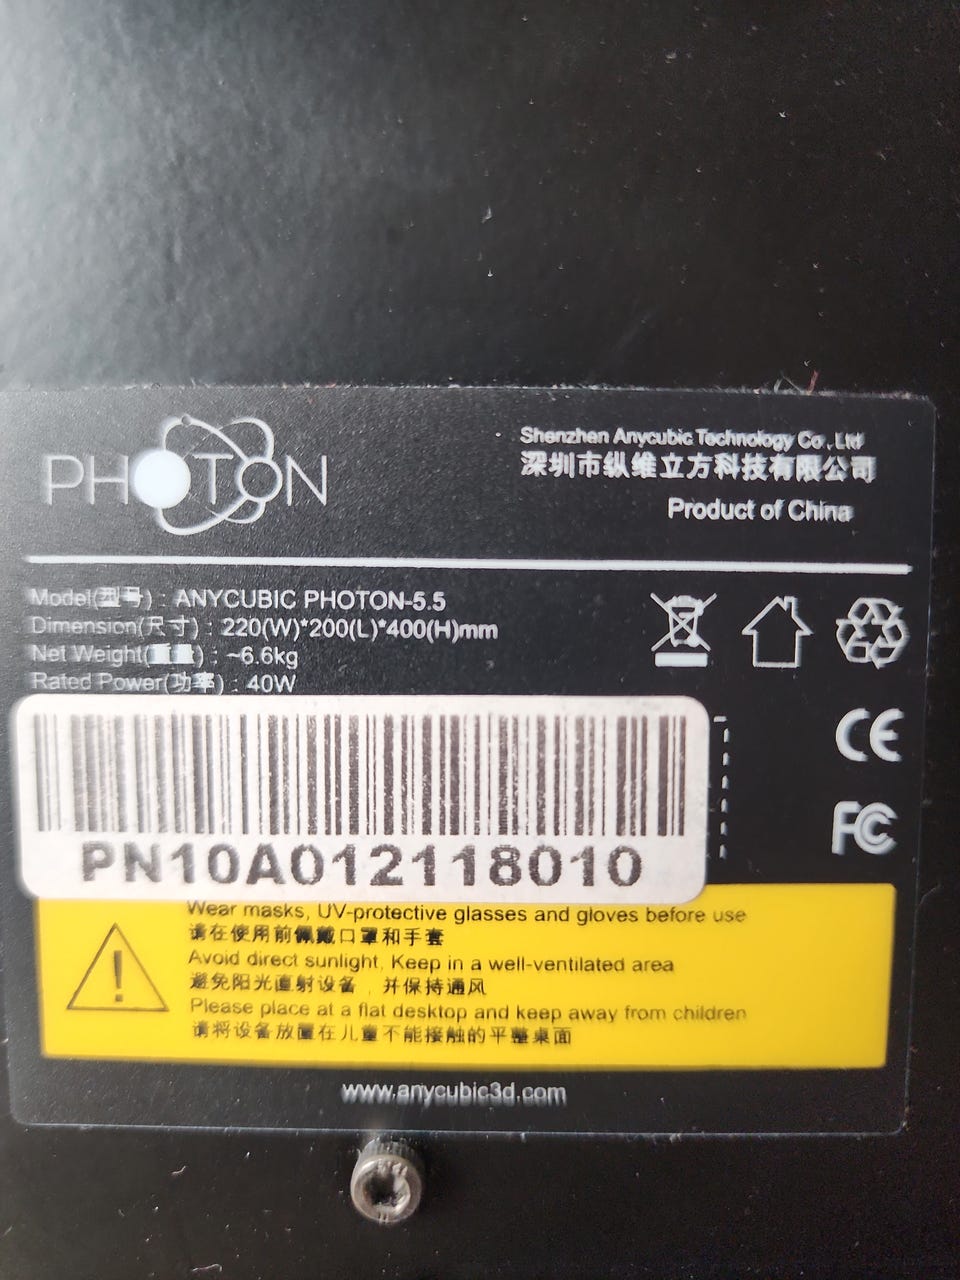 PHOTON
Shenzhen Anycubic Technology Co., Ltd
深圳市纵维立方科技有限公司
Product of China
Model(型号) : ANYCUBIC PHOTON-5.5
Dimension(尺寸) : 220(W)*200(L)*400(H)mm
Net Weight(重量) : ~6.6kg
Rated Power(功率) : 40W
CE
FC
PN10A012118010
Wear masks, UV-protective glasses and gloves before use
请在使用前佩戴口罩和手套
Avoid direct sunlight, Keep in a well-ventilated area
避免阳光直射设备，并保持通风
Please place at a flat desktop and keep away from children
请将设备放置在儿童不能接触的平整桌面
www.anycubic3d.com